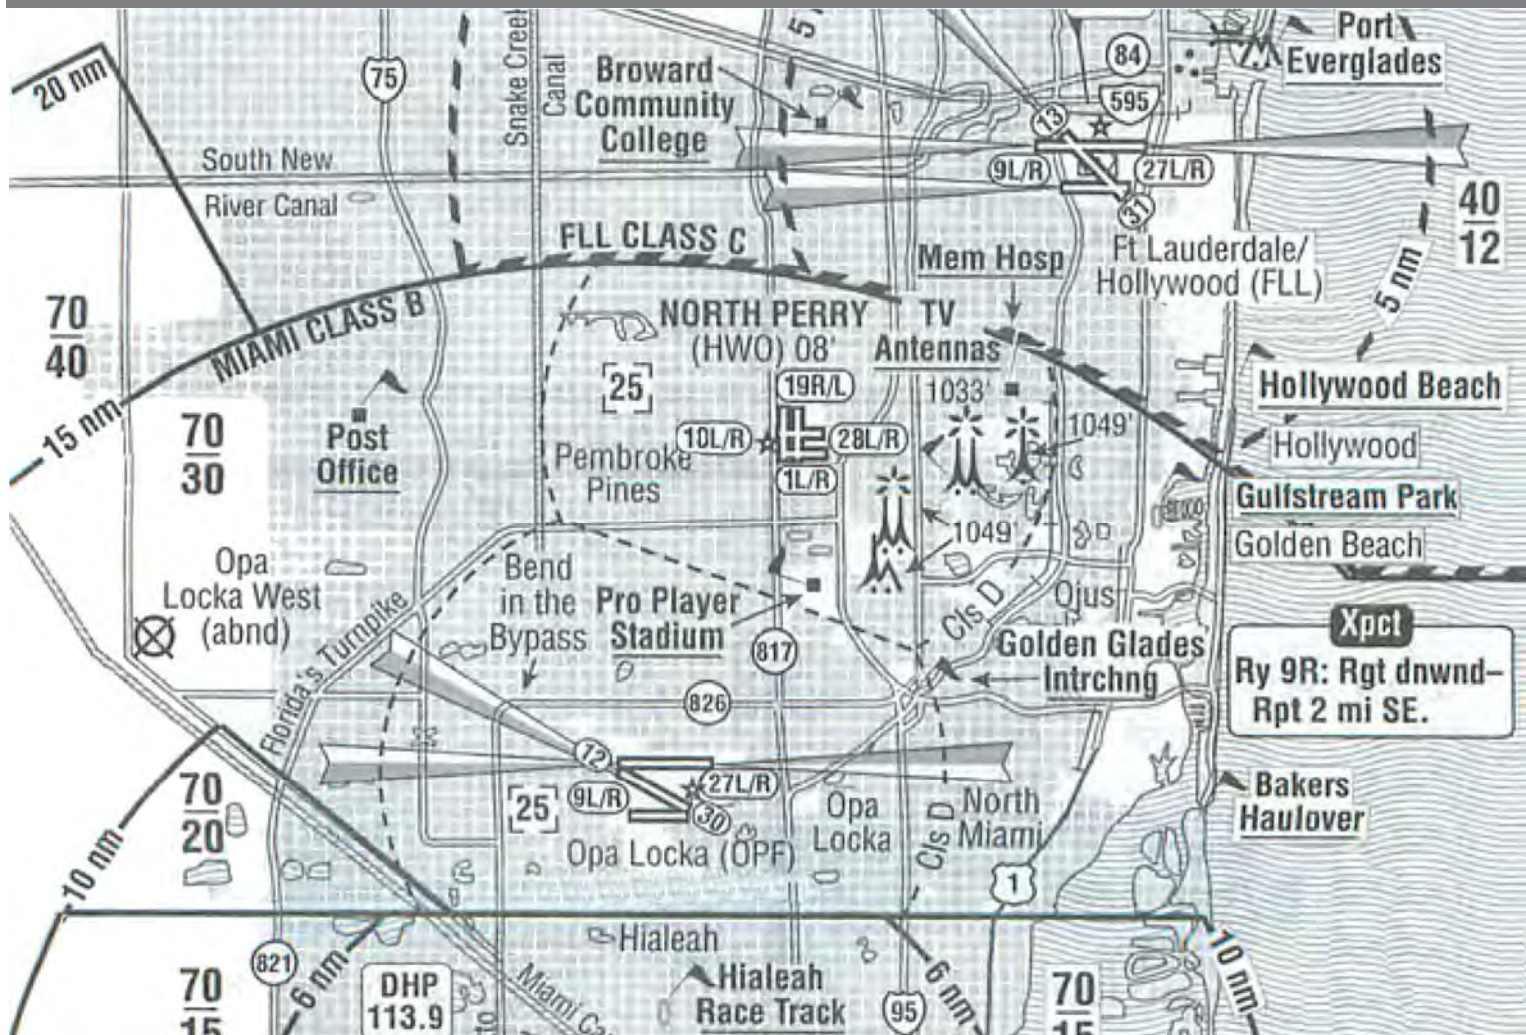 20 nm
75
Snake Creek
Canal
5
Broward
Community
College
84
595
Port
Everglades
13
9L/R
27L/R
31
South New
River Canal
FLL CLASS C
Mem Hosp
Ft Lauderdale/
Hollywood (FLL)
40
12
5 nm
70
40
MIAMI CLASS B
15 nm
NORTH PERRY
(HWO) 08'
TV
Antennas
1033'
1049'
25
19R/L
10L/R
28L/R
1L/R
Hollywood Beach
Hollywood
70
30
Post
Office
Pembroke
Pines
Gulfstream Park
Golden Beach
1049'
Opa
Locka West
(abnd)
Florida's Turnpike
Bend
in the
Bypass
Pro Player
Stadium
817
826
Cls D
Ojus
Golden Glades
Intrchng
Xpct
Ry 9R: Rgt dnwnd–
Rpt 2 mi SE.
12
9L/R
27L/R
30
25
Opa Locka (OPF)
Opa
Locka
Cls D
North
Miami
Bakers
Haulover
70
20
10 nm
1
821
6 nm
Hialeah
DHP
113.9
Miami
Hialeah
Race Track
95
6 nm
10 nm
70
15
70
15